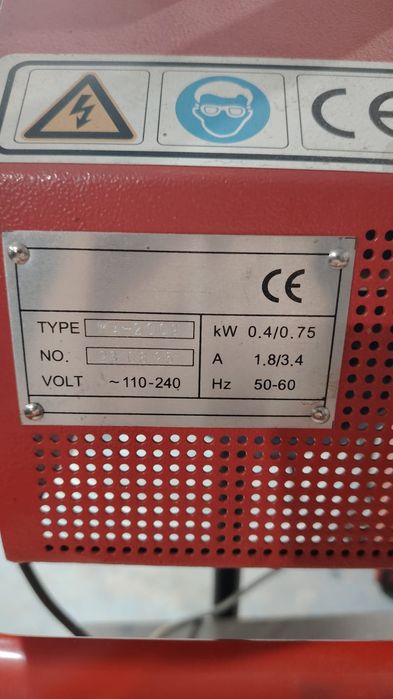 CE
CE
TYPE
kW 0.4/0.75
NO.
A 1.8/3.4
VOLT ~110-240
Hz 50-60